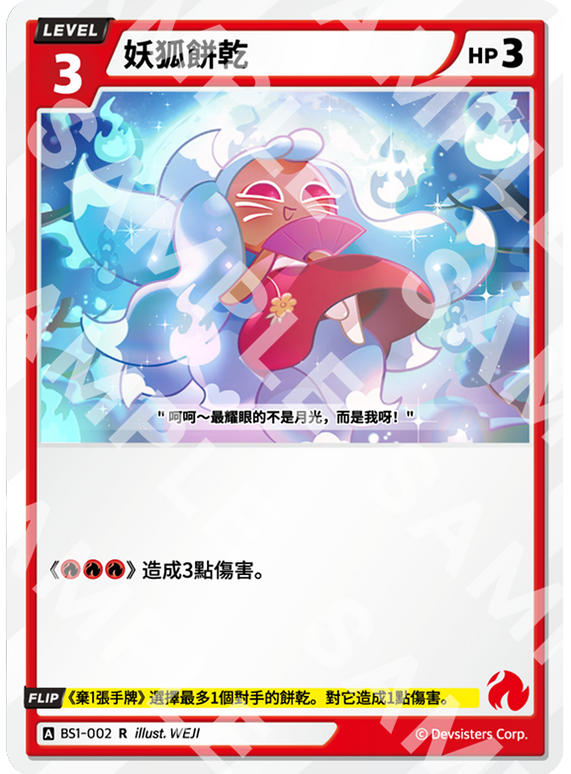 LEVEL
3
妖狐餅乾
HP 3
" 呵呵～最耀眼的不是月光，而是我呀！"
《》造成3點傷害。
FLIP 《棄1張手牌》選擇最多1個對手的餅乾。對它造成1點傷害。
A BS1-002 R illust. WEJI
© Devsisters Corp.
SAMPLE